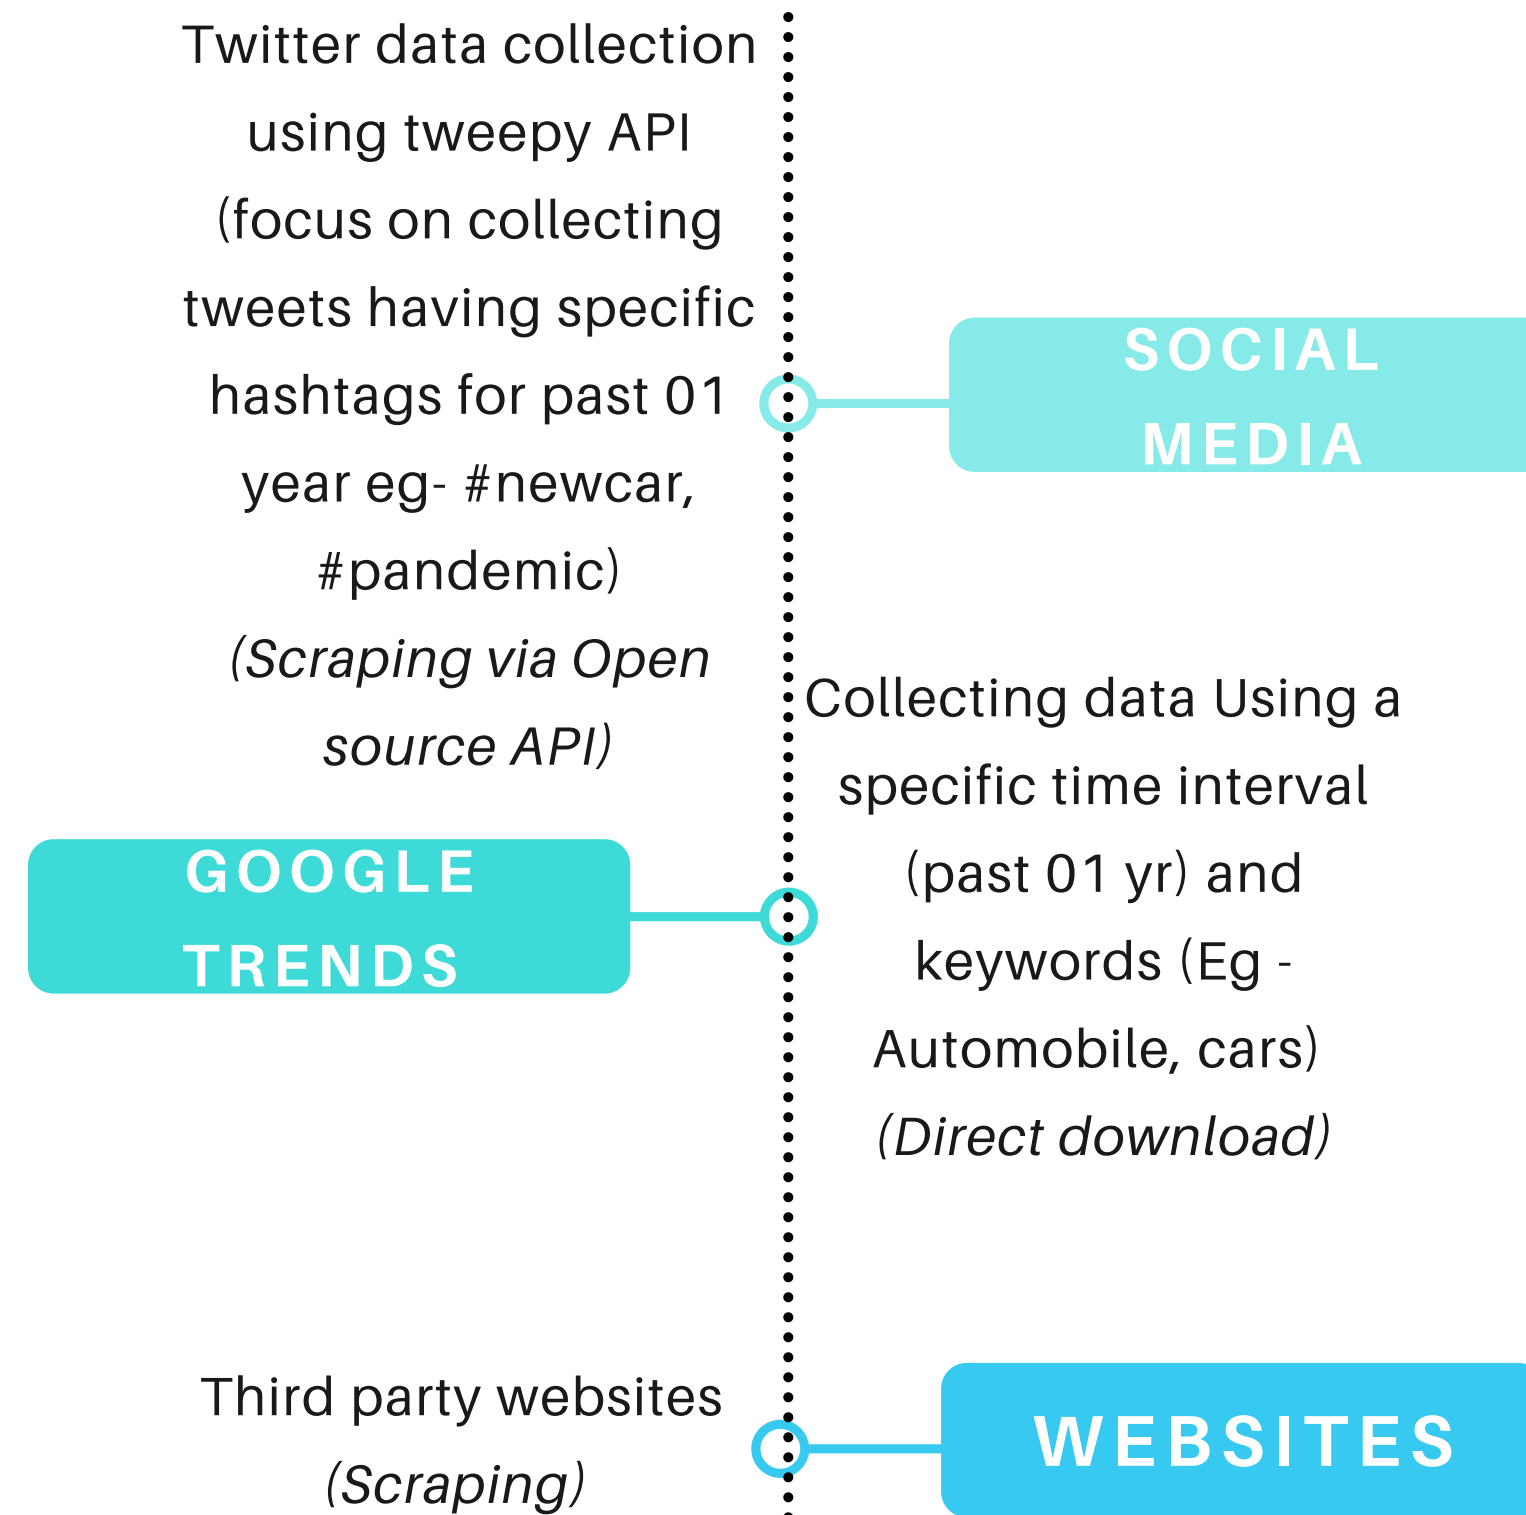 Twitter data collection
using tweepy API
(focus on collecting
tweets having specific
hashtags for past 01
year eg- #newcar,
#pandemic)
(Scraping via Open
source API)
SOCIAL
MEDIA
GOOGLE
TRENDS
Collecting data Using a
specific time interval
(past 01 yr) and
keywords (Eg -
Automobile, cars)
(Direct download)
Third party websites
(Scraping)
WEBSITES